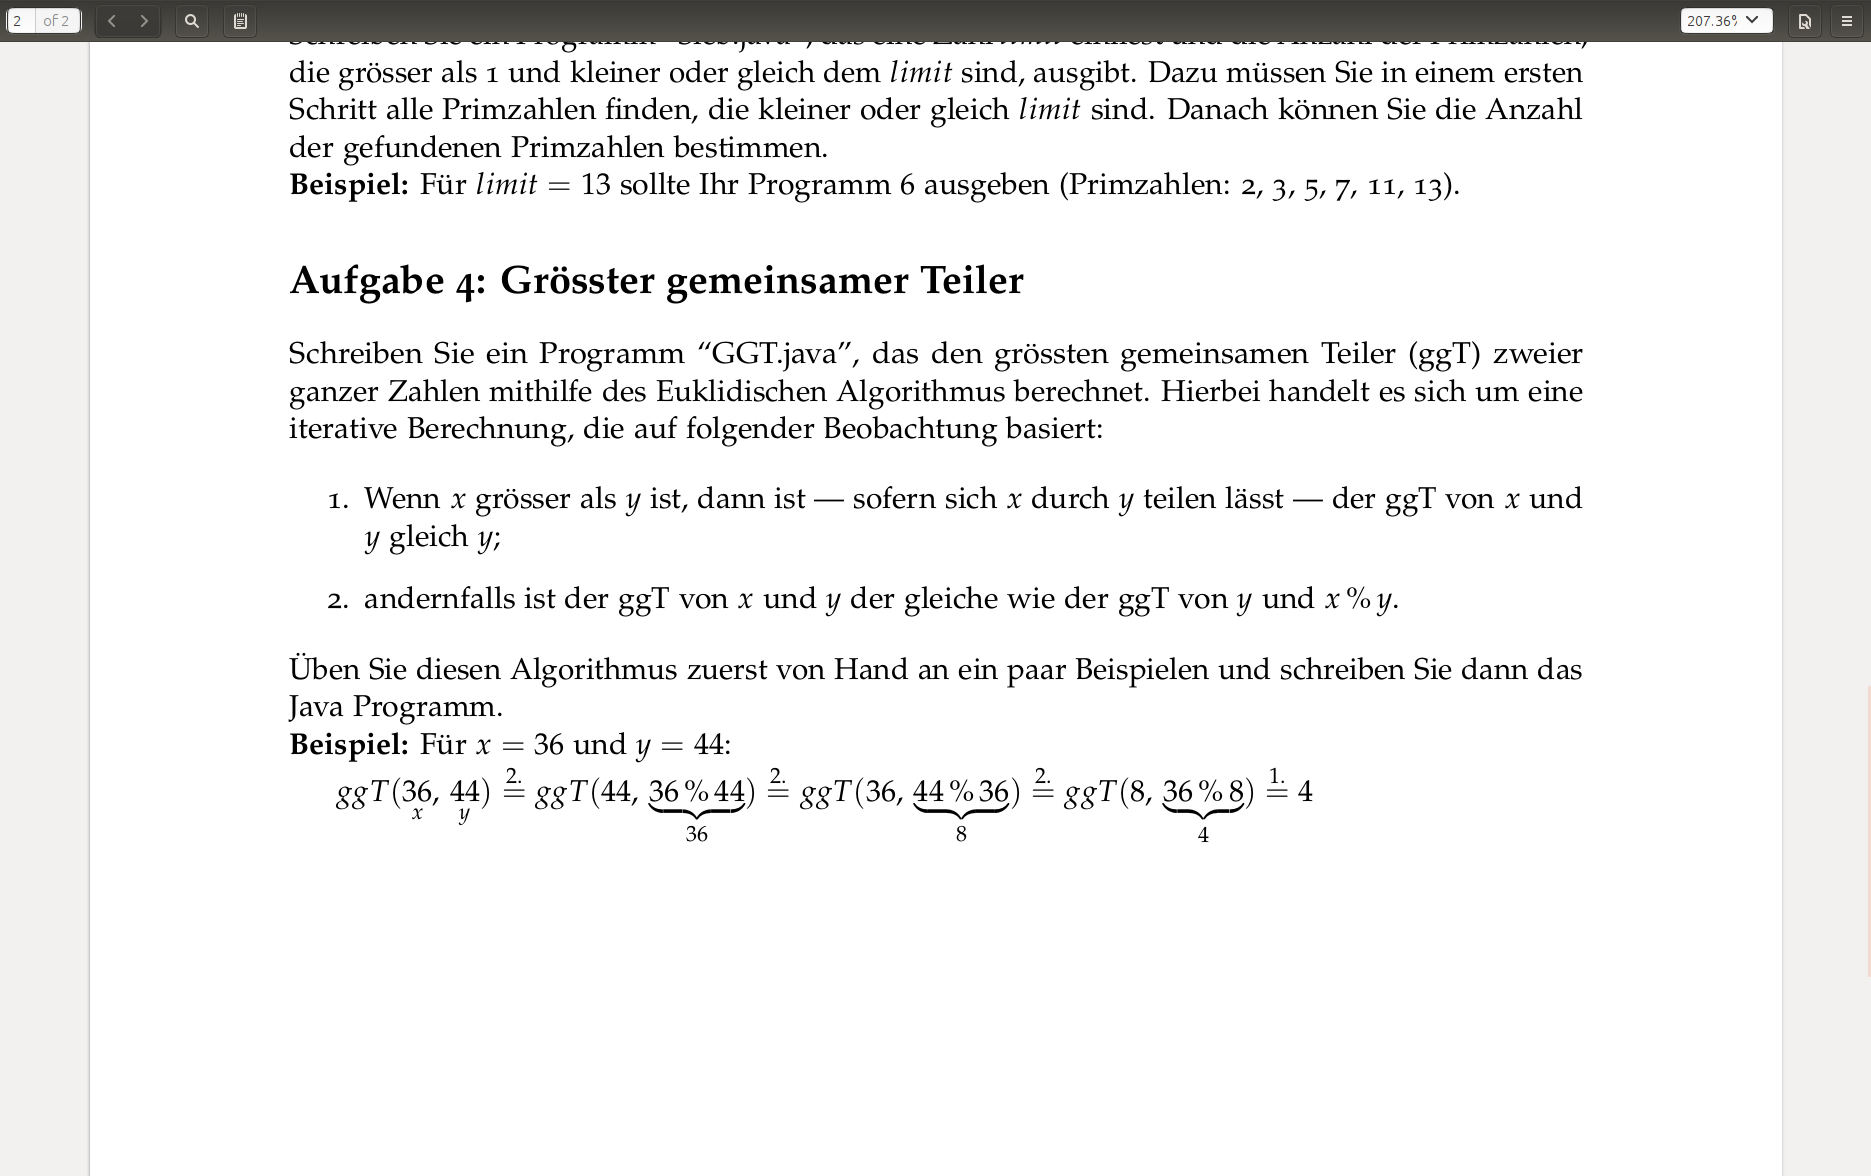 2 of 2 207.36%
die grösser als 1 und kleiner oder gleich dem limit sind, ausgibt. Dazu müssen Sie in einem ersten
Schritt alle Primzahlen finden, die kleiner oder gleich limit sind. Danach können Sie die Anzahl
der gefundenen Primzahlen bestimmen.
Beispiel: Für limit = 13 sollte Ihr Programm 6 ausgeben (Primzahlen: 2, 3, 5, 7, 11, 13).
Aufgabe 4: Grösster gemeinsamer Teiler
Schreiben Sie ein Programm “GGT.java”, das den grössten gemeinsamen Teiler (ggT) zweier
ganzer Zahlen mithilfe des Euklidischen Algorithmus berechnet. Hierbei handelt es sich um eine
iterative Berechnung, die auf folgender Beobachtung basiert:
1. Wenn x grösser als y ist, dann ist — sofern sich x durch y teilen lässt — der ggT von x und
y gleich y;
2. andernfalls ist der ggT von x und y der gleiche wie der ggT von y und x % y.
Üben Sie diesen Algorithmus zuerst von Hand an ein paar Beispielen und schreiben Sie dann das
Java Programm.
Beispiel: Für x = 36 und y = 44:
2. 2. 2. 1.
ggT(36, 44) = ggT(44, 36 % 44) = ggT(36, 44 % 36) = ggT(8, 36 % 8) = 4
x y
36 8 4